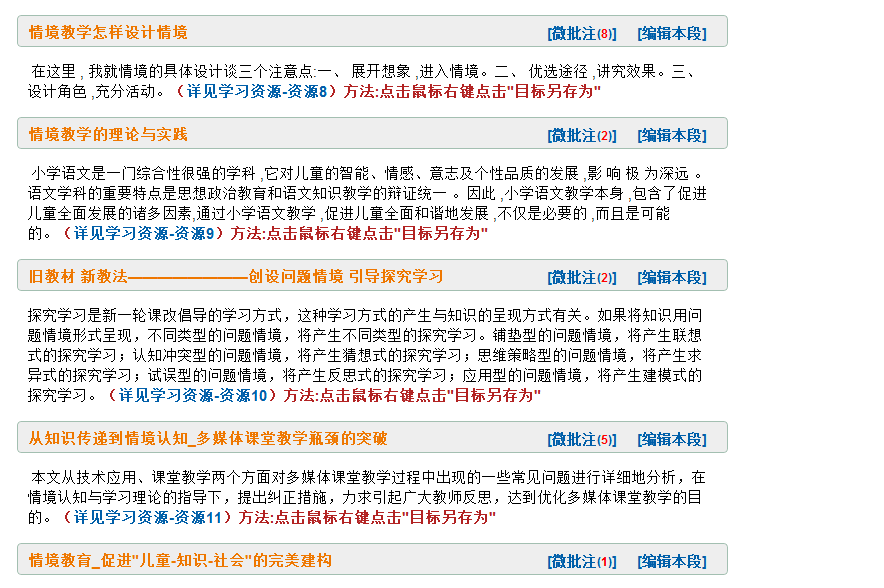 情境教学怎样设计情境 [微批注(8)] [编辑本段]
在这里 , 我就情境的具体设计谈三个注意点:一、 展开想象 ,进入情境。二、 优选途径 ,讲究效果。三、
设计角色 ,充分活动。（详见学习资源-资源8）方法:点击鼠标右键点击"目标另存为"
情境教学的理论与实践 [微批注(2)] [编辑本段]
小学语文是一门综合性很强的学科 ,它对儿童的智能、情感、意志及个性品质的发展 ,影 响 极 为深远 。
语文学科的重要特点是思想政治教育和语文知识教学的辩证统一 。因此 ,小学语文教学本身 ,包含了促进
儿童全面发展的诸多因素,通过小学语文教学 ,促进儿童全面和谐地发展 ,不仅是必要的 ,而且是可能
的。（详见学习资源-资源9）方法:点击鼠标右键点击"目标另存为"
旧教材 新教法————————创设问题情境 引导探究学习 [微批注(2)] [编辑本段]
探究学习是新一轮课改倡导的学习方式，这种学习方式的产生与知识的呈现方式有关。如果将知识用问
题情境形式呈现，不同类型的问题情境，将产生不同类型的探究学习。铺垫型的问题情境，将产生联想
式的探究学习；认知冲突型的问题情境，将产生猜想式的探究学习；思维策略型的问题情境，将产生求
异式的探究学习；试误型的问题情境，将产生反思式的探究学习；应用型的问题情境，将产生建模式的
探究学习。（详见学习资源-资源10）方法:点击鼠标右键点击"目标另存为"
从知识传递到情境认知_多媒体课堂教学瓶颈的突破 [微批注(5)] [编辑本段]
本文从技术应用、课堂教学两个方面对多媒体课堂教学过程中出现的一些常见问题进行详细地分析，在
情境认知与学习理论的指导下，提出纠正措施，力求引起广大教师反思，达到优化多媒体课堂教学的目
的。（详见学习资源-资源11）方法:点击鼠标右键点击"目标另存为"
情境教育_促进"儿童-知识-社会"的完美建构 [微批注(1)] [编辑本段]